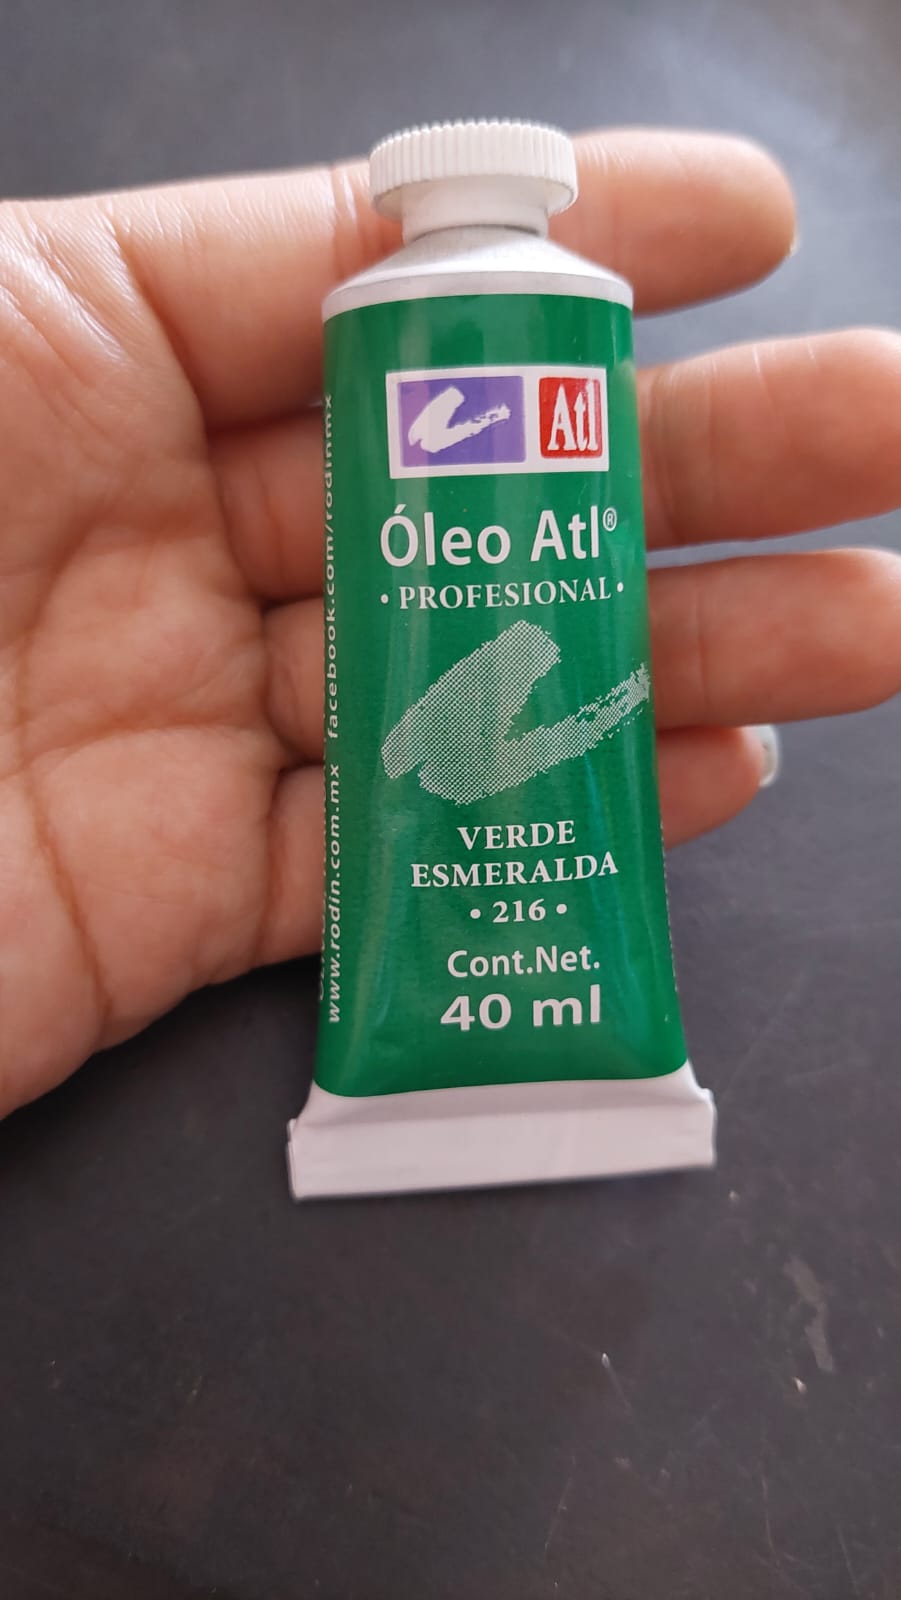 Atl
Óleo Atl®
• PROFESIONAL •
VERDE
ESMERALDA
• 216 •
Cont.Net.
40 ml
www.rodin.com.mx facebook.com/rodinmx